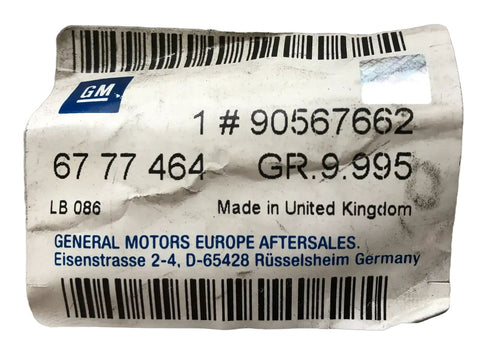 GM
1 # 90567662
67 77 464 GR.9.995
LB 086 Made in United Kingdom
GENERAL MOTORS EUROPE AFTERSALES.
Eisenstrasse 2-4, D-65428 Rüsselsheim Germany